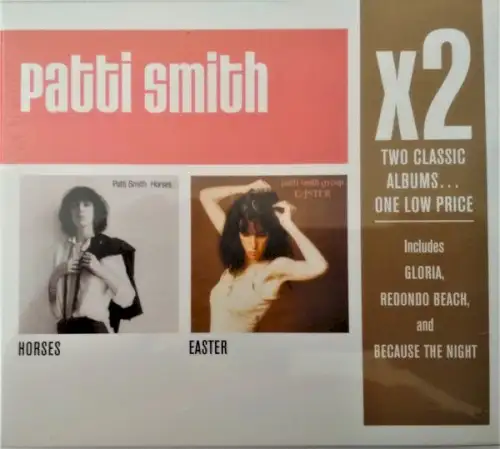 patti smith
x2
TWO CLASSIC
ALBUMS...
ONE LOW PRICE
Includes
GLORIA,
REDONDO BEACH,
and
BECAUSE THE NIGHT
Patti Smith Horses
patti smith group
EASTER
HORSES
EASTER